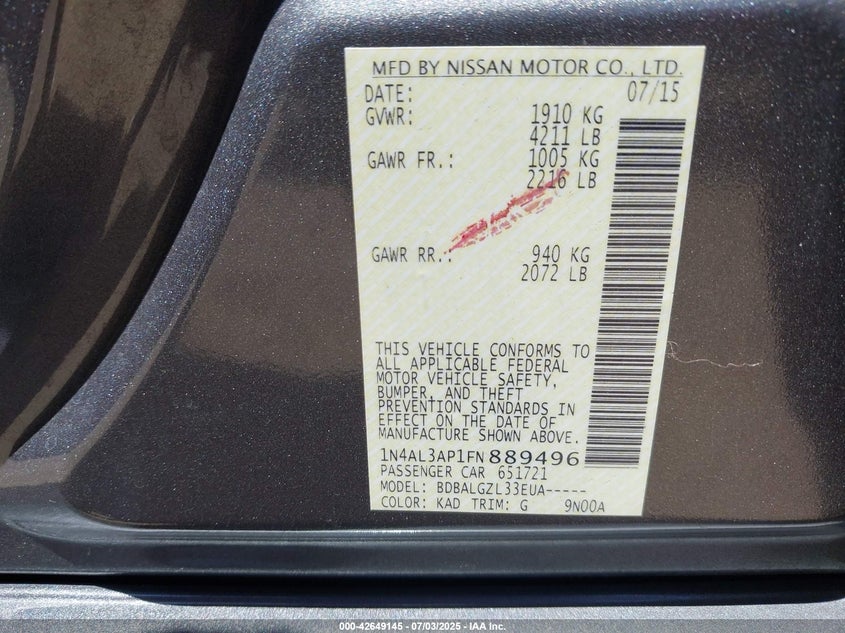 MFD BY NISSAN MOTOR CO., LTD.
DATE: 07/15
GVWR: 1910 KG
4211 LB
GAWR FR.: 1005 KG
2216 LB
GAWR RR.: 940 KG
2072 LB
THIS VEHICLE CONFORMS TO
ALL APPLICABLE FEDERAL
MOTOR VEHICLE SAFETY,
BUMPER, AND THEFT
PREVENTION STANDARDS IN
EFFECT ON THE DATE OF
MANUFACTURE SHOWN ABOVE.
1N4AL3AP1FN889496
PASSENGER CAR 651721
MODEL: BDBALGZL33EUA-----
COLOR: KAD TRIM: G 9N00A
000-42649145 - 07/03/2025 - IAA Inc.